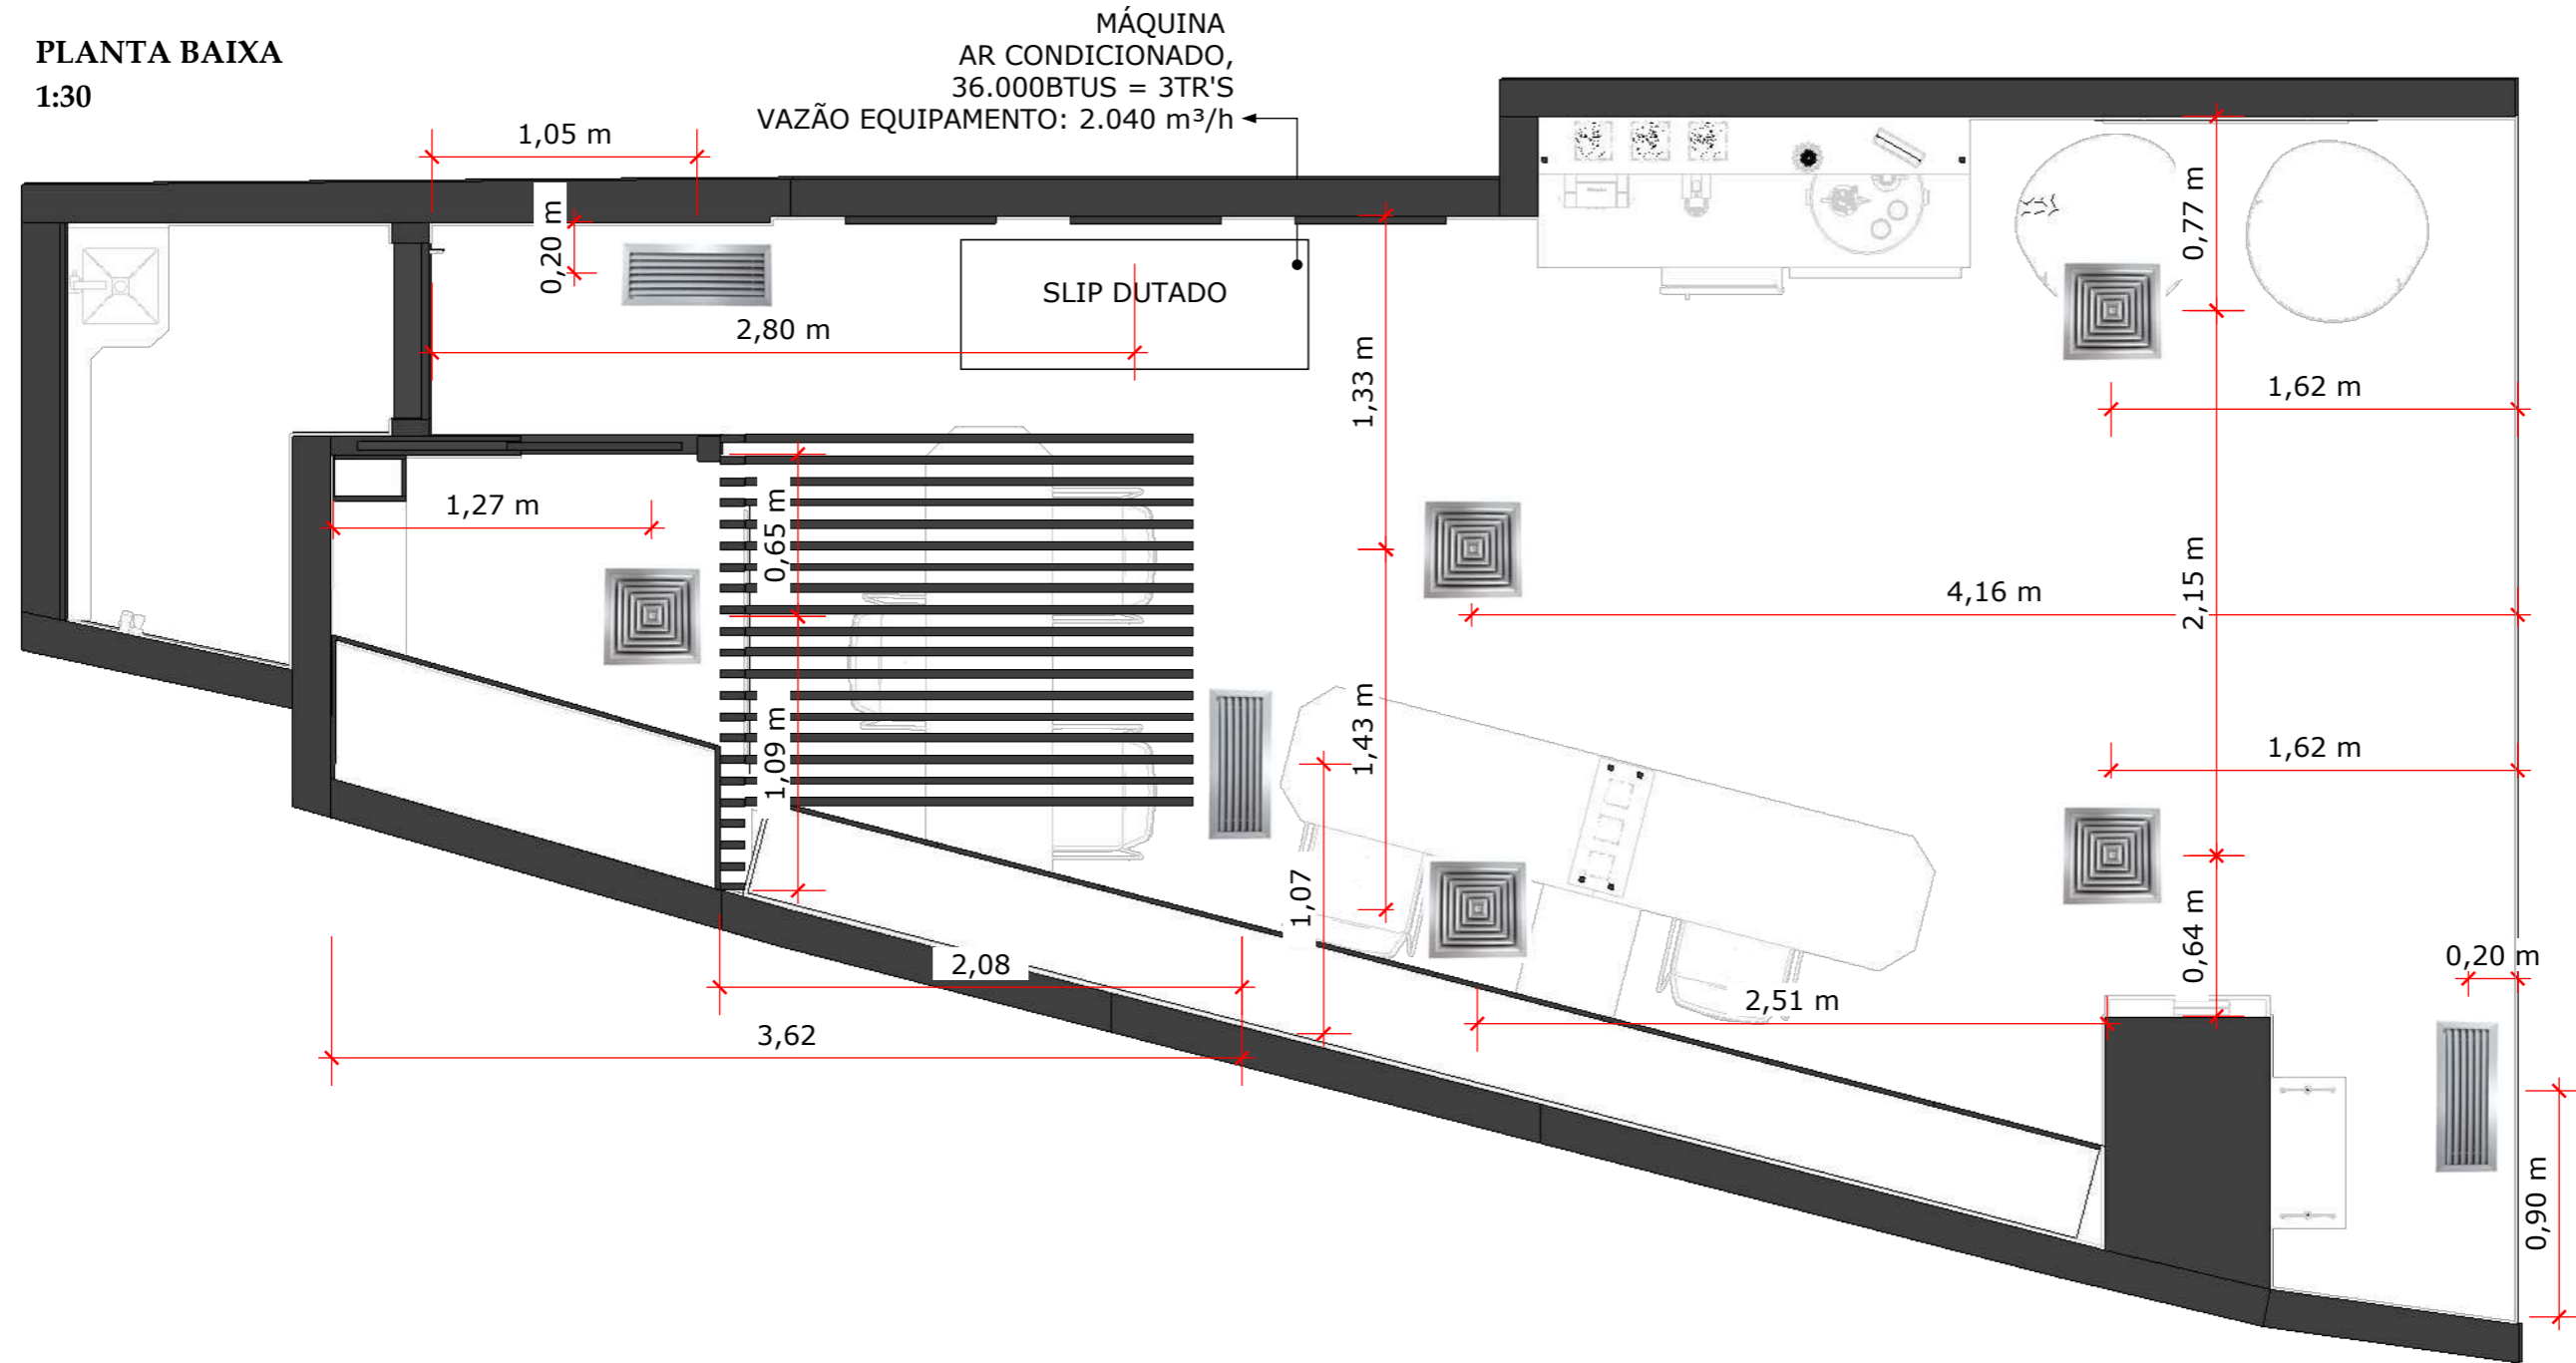 PLANTA BAIXA
1:30
MÁQUINA
AR CONDICIONADO,
36.000BTUS = 3TR'S
VAZÃO EQUIPAMENTO: 2.040 m³/h
1,05 m
0,20 m
2,80 m
SLIP DUTADO
0,77 m
1,33 m
1,62 m
1,27 m
0,65 m
4,16 m
2,15 m
1,43 m
1,09 m
1,62 m
1,07
0,64 m
2,08
0,20 m
2,51 m
3,62
0,90 m